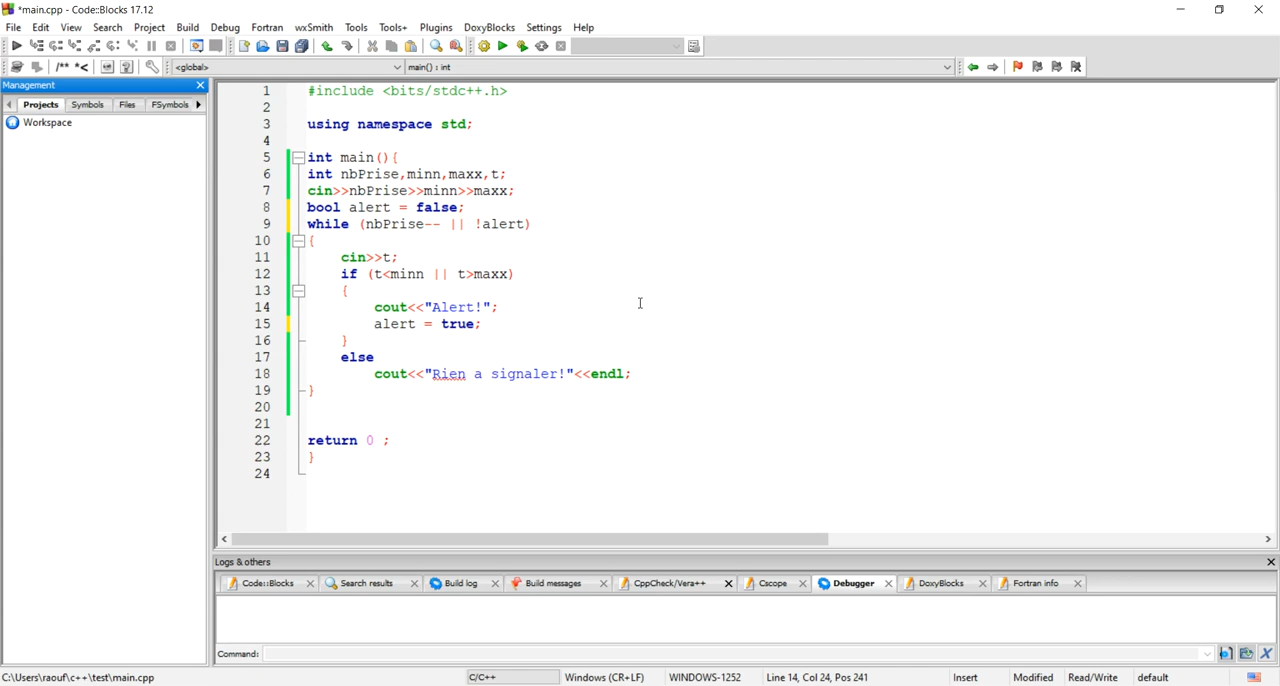 *main.cpp - Code::Blocks 17.12
File Edit View Search Project Build Debug Fortran wxSmith Tools Tools+ Plugins DoxyBlocks Settings Help
/** *< <global> main() : int
Management
Projects Symbols Files FSymbols
Workspace
1 #include <bits/stdc++.h>
2
3 using namespace std;
4
5 int main(){
6 int nbPrise,minn,maxx,t;
7 cin>>nbPrise>>minn>>maxx;
8 bool alert = false;
9 while (nbPrise-- || !alert)
10 {
11 cin>>t;
12 if (t<minn || t>maxx)
13 {
14 cout<<"Alert!";
15 alert = true;
16 }
17 else
18 cout<<"Rien a signaler!"<<endl;
19 }
20
21
22 return 0 ;
23 }
24
Logs & others
Code::Blocks Search results Build log Build messages CppCheck/Vera++ Cscope Debugger DoxyBlocks Fortran info
Command:
C:\Users\raouf\c++\test\main.cpp C/C++ Windows (CR+LF) WINDOWS-1252 Line 14, Col 24, Pos 241 Insert Modified Read/Write default